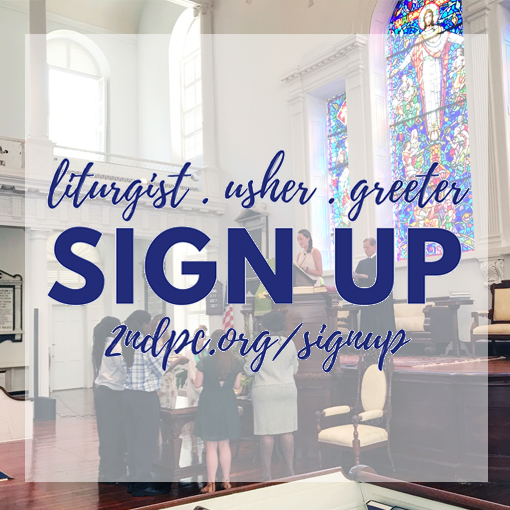 liturgist . usher . greeter
SIGN UP
2ndpc.org/signup